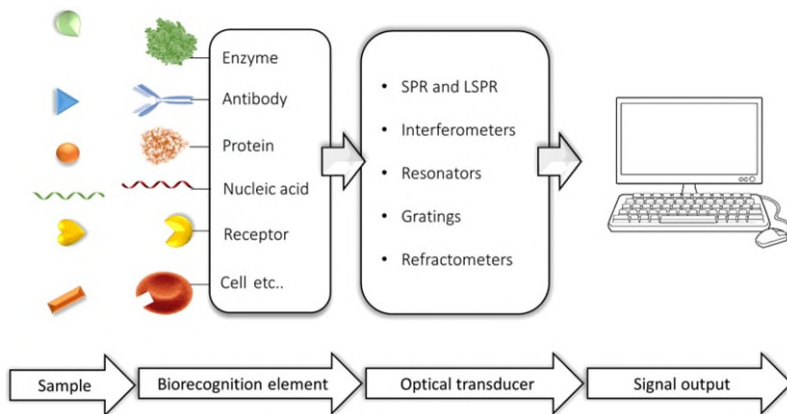 Enzyme
Antibody
Protein
Nucleic acid
Receptor
Cell etc..
• SPR and LSPR
• Interferometers
• Resonators
• Gratings
• Refractometers
Sample
Biorecognition element
Optical transducer
Signal output